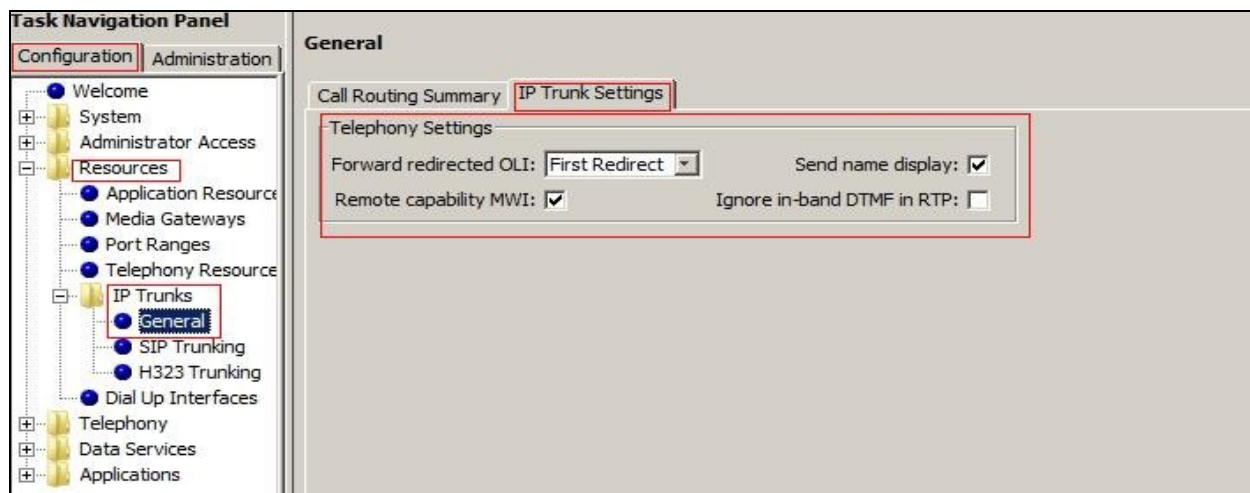 Task Navigation Panel
Configuration
Administration
Welcome
System
Administrator Access
Resources
Application Resource
Media Gateways
Port Ranges
Telephony Resource
IP Trunks
General
SIP Trunking
H323 Trunking
Dial Up Interfaces
Telephony
Data Services
Applications
General
Call Routing Summary
IP Trunk Settings
Telephony Settings
Forward redirected OLI: First Redirect
Send name display:
Remote capability MWI:
Ignore in-band DTMF in RTP: